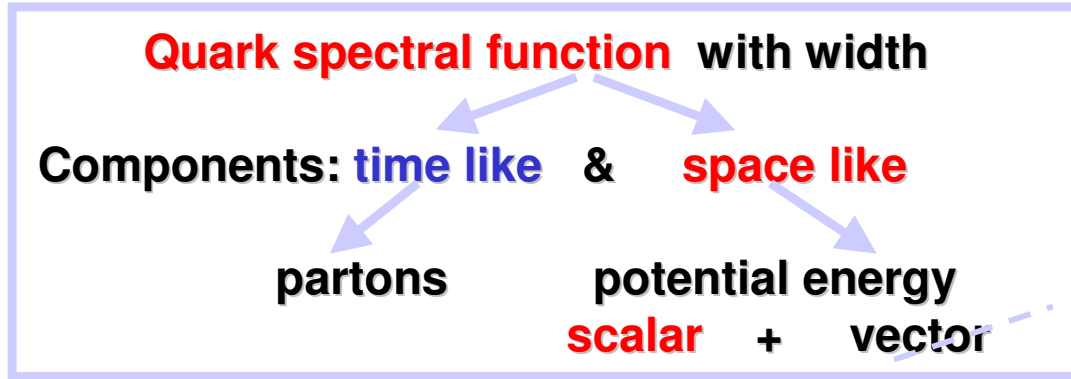 Quark spectral function with width
Components: time like & space like
partons potential energy
scalar + vector